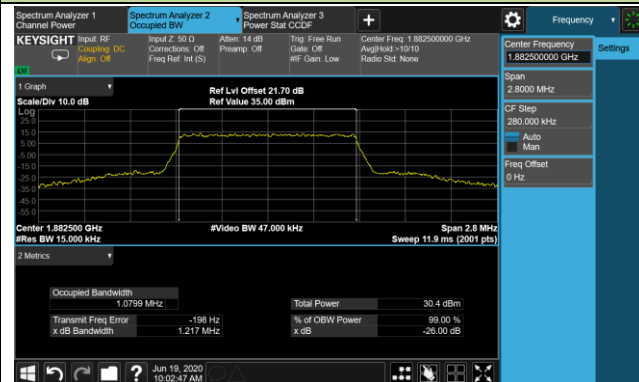 Spectrum Analyzer 1
Channel Power
Spectrum Analyzer 2
Occupied BW
Spectrum Analyzer 3
Power Stat CCDF
Frequency
KEYSIGHT
Input: RF
Coupling: DC
Align: Off
Input Z: 50 Ω
Corrections: Off
Freq Ref: Int (S)
Atten: 14 dB
Preamp: Off
Trig: Free Run
Gate: Off
#IF Gain: Low
Center Freq: 1.882500000 GHz
Avg|Hold:>10/10
Radio Std: None
Center Frequency
1.882500000 GHz
Settings
Span
2.8000 MHz
CF Step
280.000 kHz
Auto
Man
Freq Offset
0 Hz
1 Graph
Scale/Div 10.0 dB
Ref Lvl Offset 21.70 dB
Ref Value 35.00 dBm
Log
25.0
15.0
5.00
-5.00
-15.0
-25.0
-35.0
-45.0
-55.0
Center 1.882500 GHz
#Video BW 47.000 kHz
Span 2.8 MHz
#Res BW 15.000 kHz
Sweep 11.9 ms (2001 pts)
2 Metrics
Occupied Bandwidth
1.0799 MHz
Total Power 30.4 dBm
Transmit Freq Error -198 Hz
% of OBW Power 99.00 %
x dB Bandwidth 1.217 MHz
x dB -26.00 dB
Jun 19, 2020
10:02:47 AM